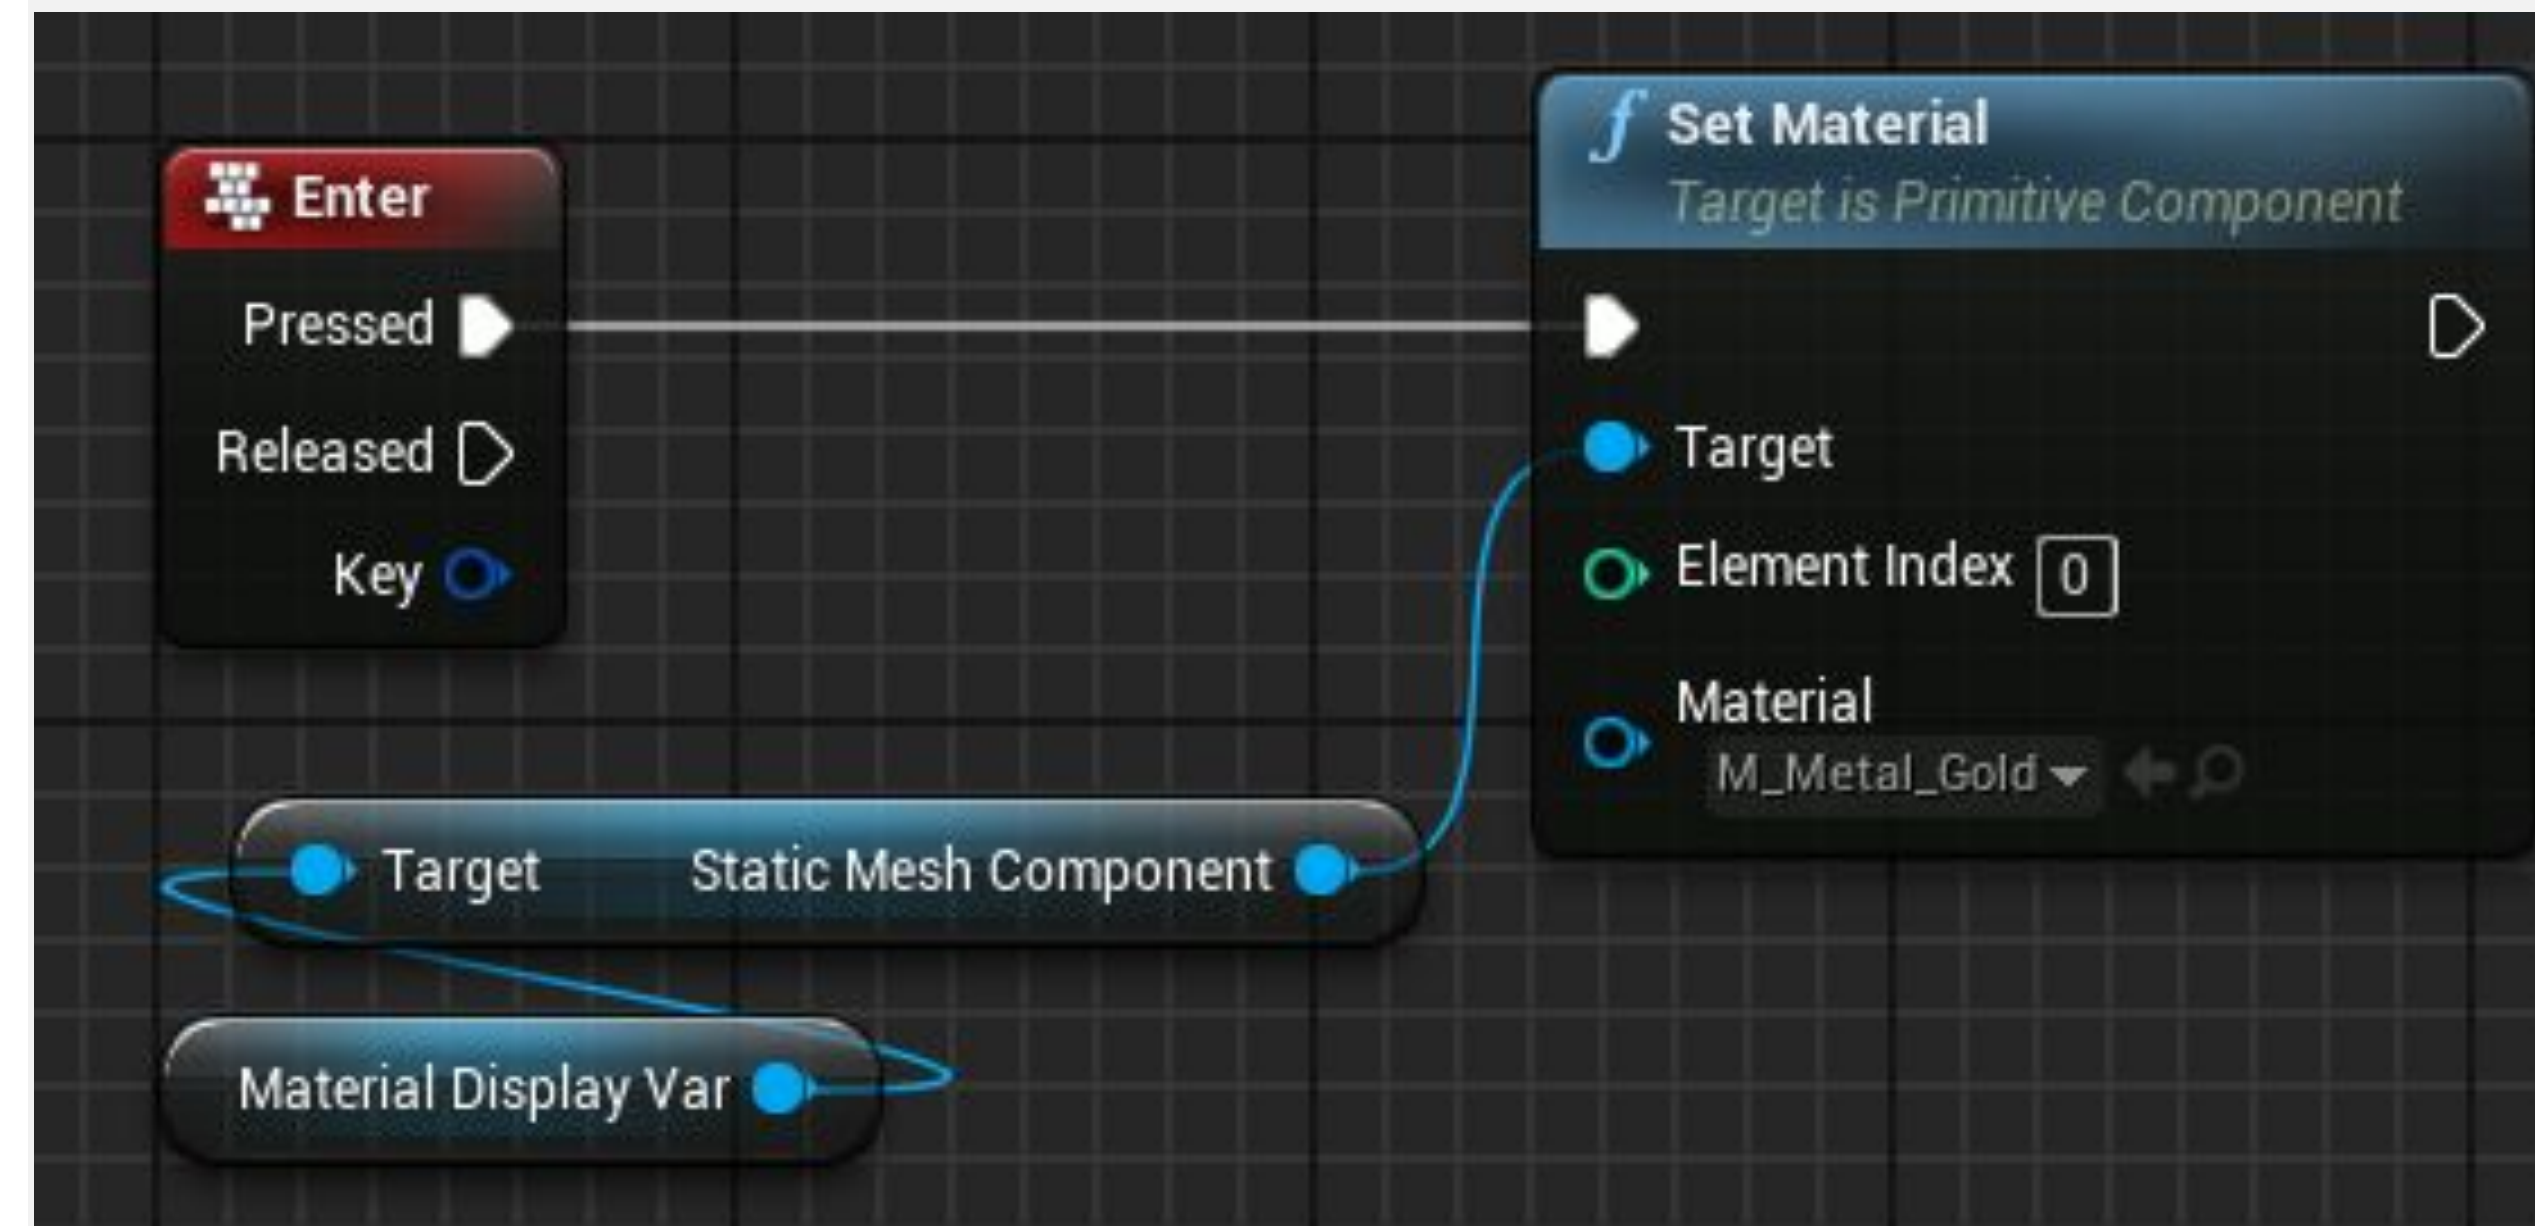 Enter
Pressed
Released
Key
f Set Material
Target is Primitive Component
Target
Element Index 0
Material
M_Metal_Gold
Target Static Mesh Component
Material Display Var